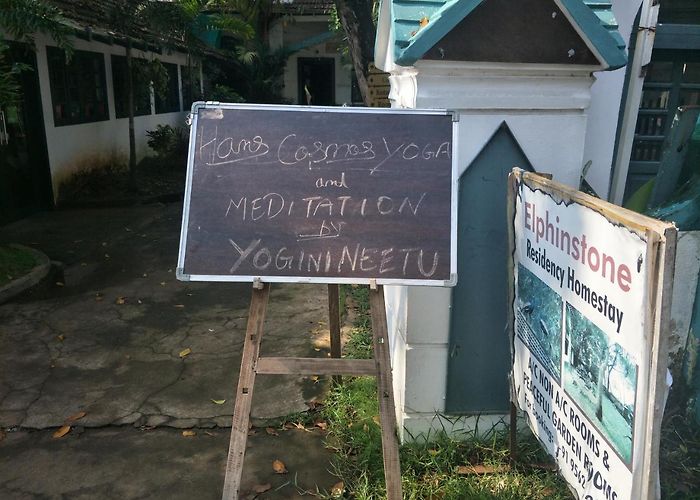 Hans Cosmos YOGA
and
MEDITATION
by
YOGINI NEETU
Elphinstone
Residency Homestay
A/C NON A/C ROOMS &
PEACEFUL GARDEN ROOMS